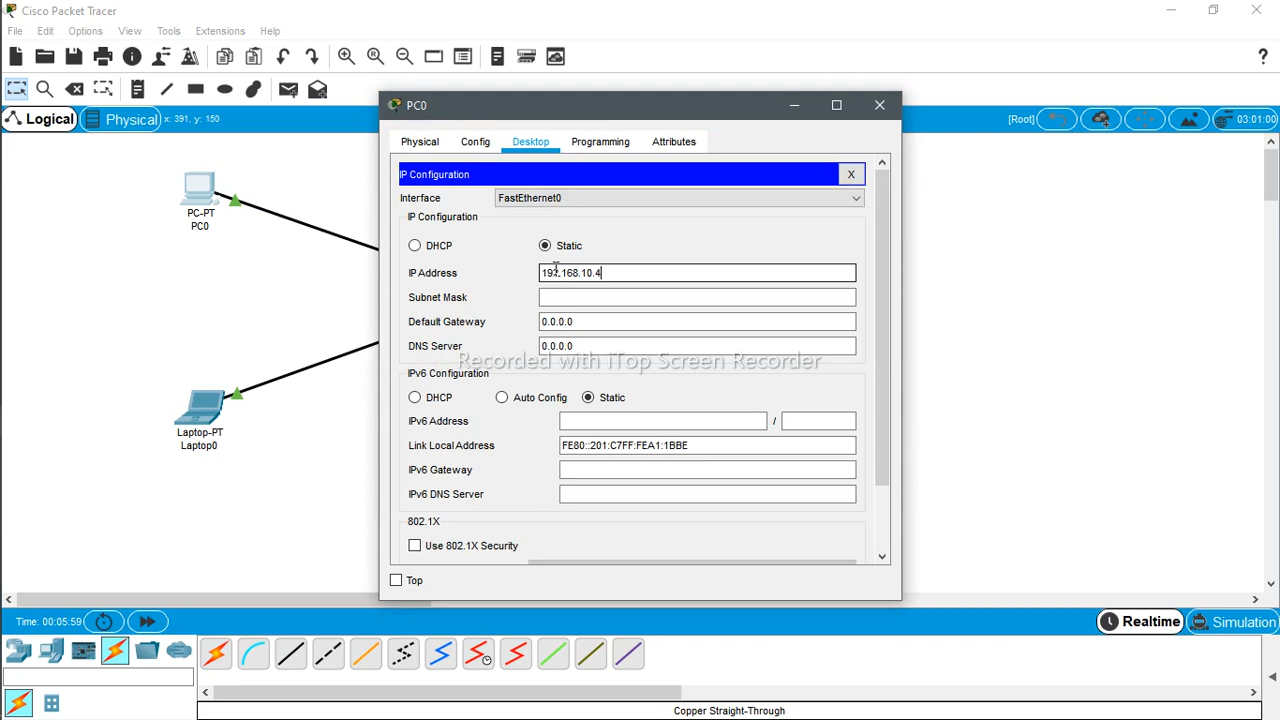 Cisco Packet Tracer
File Edit Options View Tools Extensions Help
Logical Physical x: 391, y: 150 [Root] 03:01:00
PC-PT
PC0
Laptop-PT
Laptop0
PC0
Physical Config Desktop Programming Attributes
IP Configuration X
Interface FastEthernet0
IP Configuration
DHCP Static
IP Address 192.168.10.4
Subnet Mask
Default Gateway 0.0.0.0
DNS Server 0.0.0.0
Recorded with iTop Screen Recorder
IPv6 Configuration
DHCP Auto Config Static
IPv6 Address /
Link Local Address FE80::201:C7FF:FEA1:1BBE
IPv6 Gateway
IPv6 DNS Server
802.1X
Use 802.1X Security
Top
Time: 00:05:59 Realtime Simulation
Copper Straight-Through